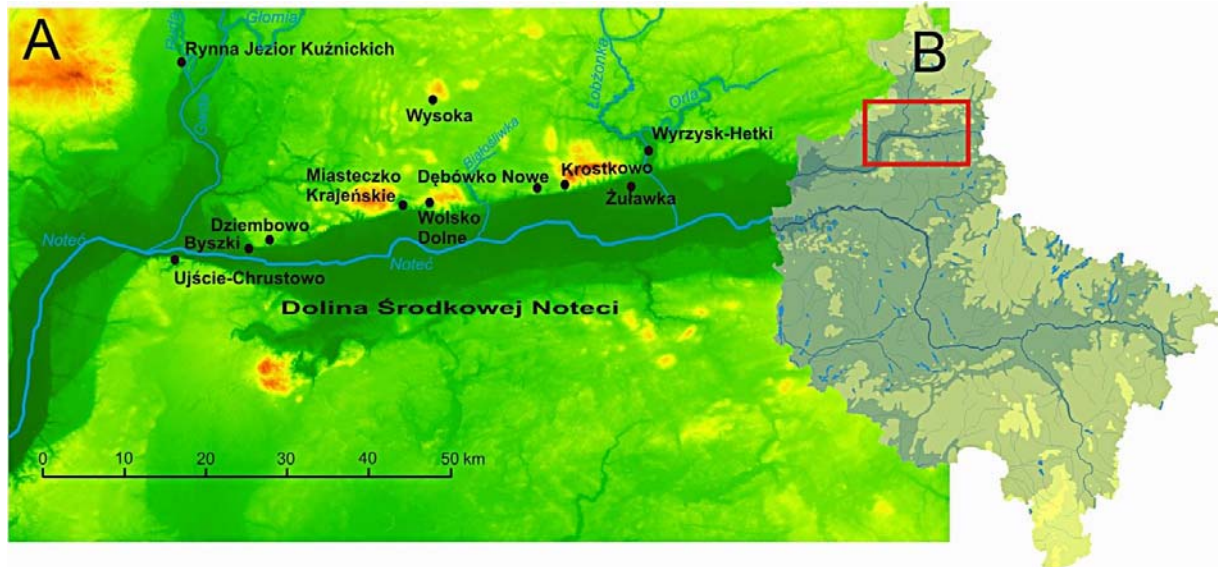 A
B
Ruda
Głomia
Rynna Jezior Kuźnickich
Gwda
Wysoka
Łobżonka
Orla
Białośliwka
Wyrzysk-Hetki
Miasteczko
Krajeńskie
Dębówko Nowe
Krostkowo
Żuławka
Wolsko
Dolne
Dziembowo
Byszki
Noteć
Noteć
Ujście-Chrustowo
Dolina Środkowej Noteci
0 10 20 30 40 50 km